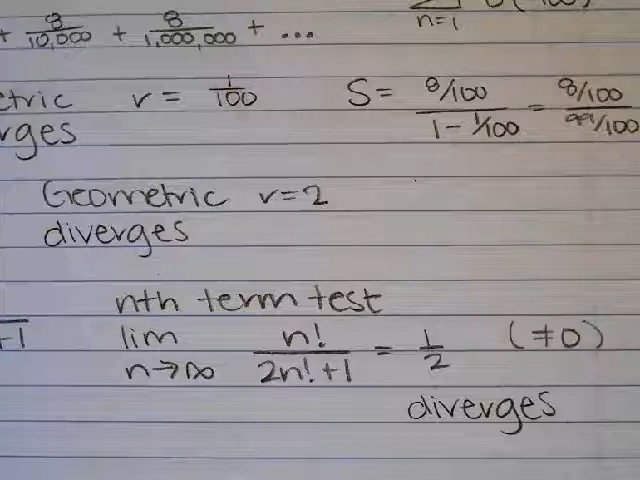 + 8/10,000 + 8/1,000,000 + ...
n=1
etric r = 1/100 S = 8/100 / 1 - 1/100 = 8/100 / 99/100
rges
Geometric r=2
diverges
nth term test
+1 lim n→∞ n!/2n!+1 = 1/2 (≠0)
diverges